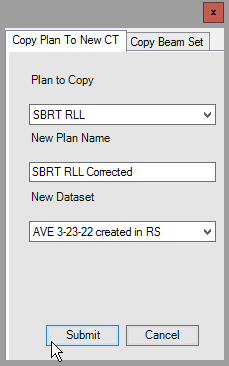 x
Copy Plan To New CT Copy Beam Set
Plan to Copy
SBRT RLL
New Plan Name
SBRT RLL Corrected
New Dataset
AVE 3-23-22 created in RS
Submit Cancel